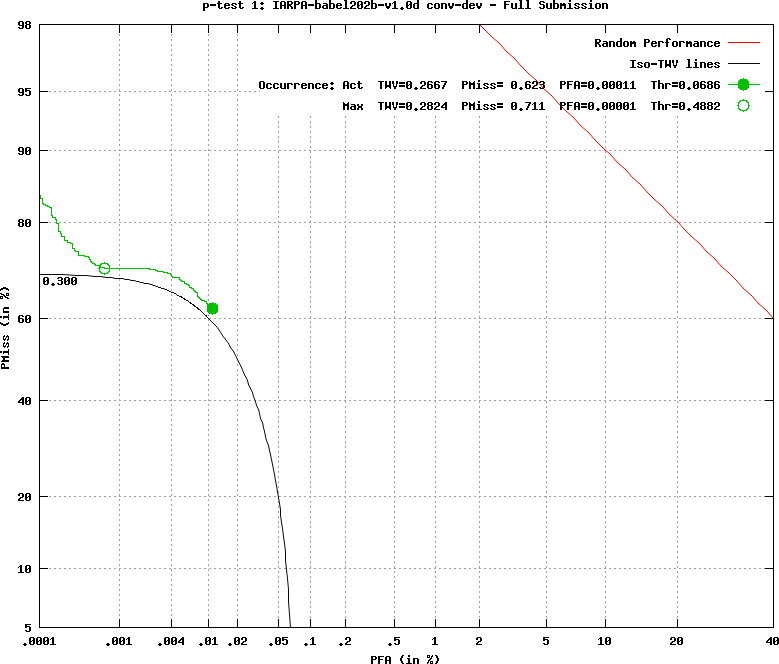 p-test 1: IARPA-babel202b-v1.0d conv-dev - Full Submission
98
Random Performance
Iso-TWV lines
95
Occurrence: Act TWV=0.2667 PMiss= 0.623 PFA=0.00011 Thr=0.0686
Max TWV=0.2824 PMiss= 0.711 PFA=0.00001 Thr=0.4882
90
80
0.300
60
PMiss (in %)
40
20
10
5
.0001 .001 .004 .01 .02 .05 .1 .2 .5 1 2 5 10 20 40
PFA (in %)